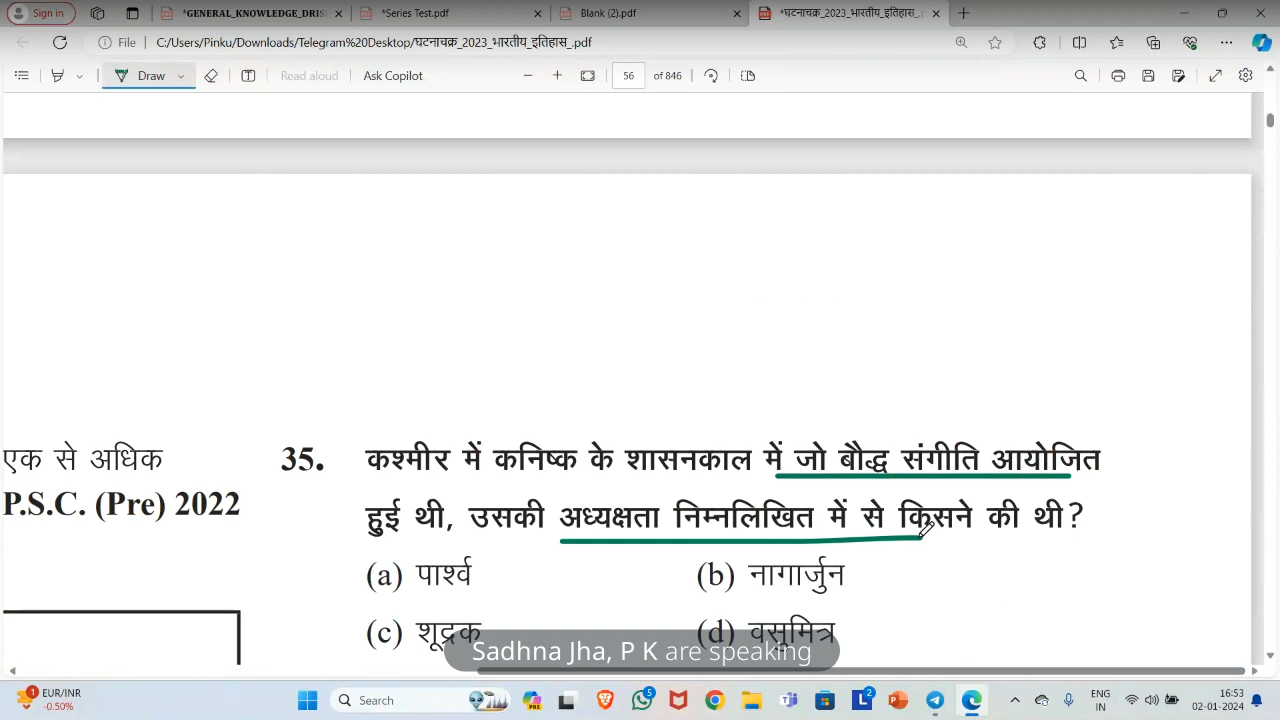 Sign in
*GENERAL_KNOWLEDGE_DRIS
*Series Test.pdf
Blank (2).pdf
*घटनाचक्र_2023_भारतीय_इतिहास_.p
File
C:/Users/Pinku/Downloads/Telegram%20Desktop/घटनाचक्र_2023_भारतीय_इतिहास_.pdf
Draw
Read aloud
Ask Copilot
56
of 846
एक से अधिक
P.S.C. (Pre) 2022
35. कश्मीर में कनिष्क के शासनकाल में जो बौद्ध संगीति आयोजित
हुई थी, उसकी अध्यक्षता निम्नलिखित में से किसने की थी?
(a) पार्श्व (b) नागार्जुन
(c) शूद्रक (d) वसुमित्र
Sadhna Jha, P K are speaking
1
EUR/INR
-0.50%
Search
5
2
ENG
IN
16:53
02-01-2024